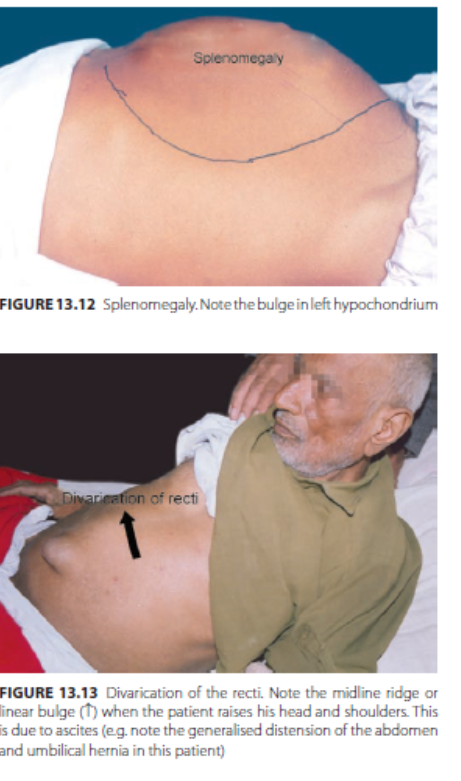 Splenomegaly
FIGURE 13.12 Splenomegaly. Note the bulge in left hypochondrium
Divarication of recti
FIGURE 13.13 Divarication of the recti. Note the midline ridge or
linear bulge (↑) when the patient raises his head and shoulders. This
is due to ascites (e.g. note the generalised distension of the abdomen
and umbilical hernia in this patient)